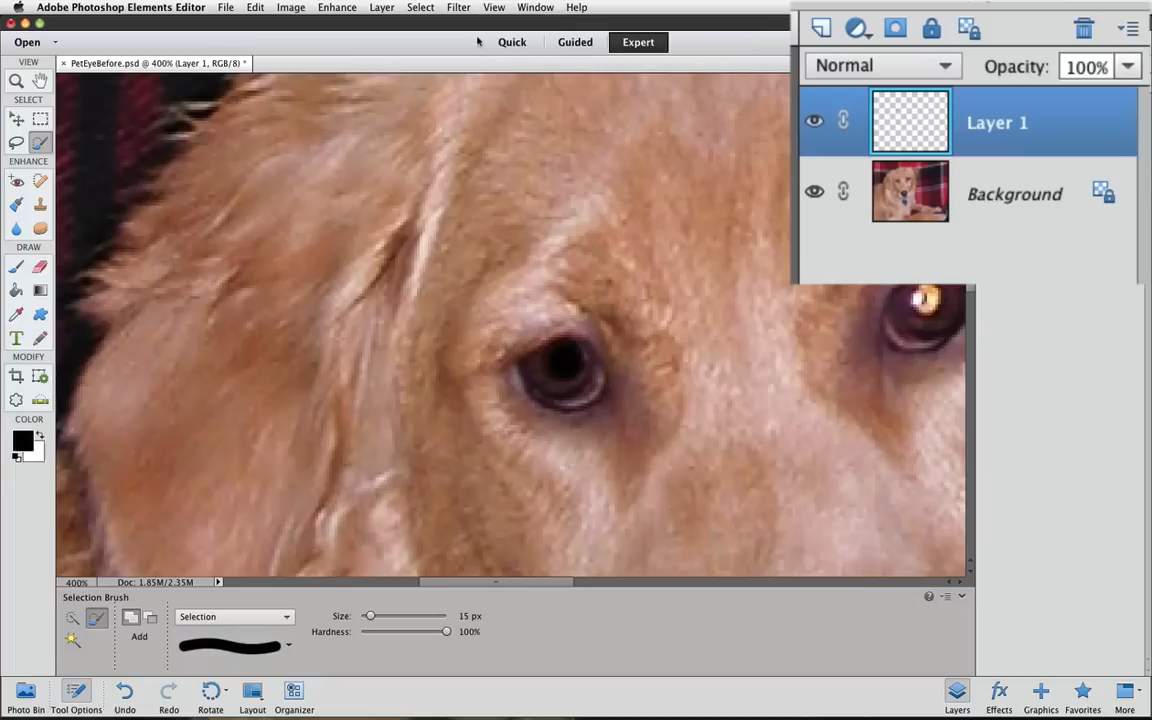 Adobe Photoshop Elements Editor File Edit Image Enhance Layer Select Filter View Window Help
Open Quick Guided Expert
× PetEyeBefore.psd @ 400% (Layer 1, RGB/8) *
VIEW
SELECT
ENHANCE
DRAW
T
MODIFY
COLOR
Normal Opacity: 100%
Layer 1
Background
400% Doc: 1.85M/2.35M
Selection Brush
Selection Size: 15 px
Add Hardness: 100%
Photo Bin Tool Options Undo Redo Rotate Layout Organizer Layers Effects Graphics Favorites More